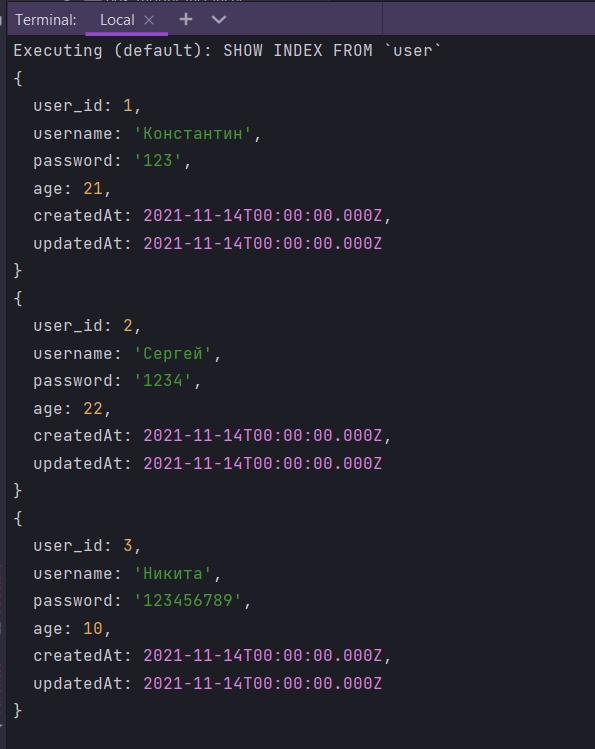 Terminal: Local
Executing (default): SHOW INDEX FROM `user`
{
  user_id: 1,
  username: 'Константин',
  password: '123',
  age: 21,
  createdAt: 2021-11-14T00:00:00.000Z,
  updatedAt: 2021-11-14T00:00:00.000Z
}
{
  user_id: 2,
  username: 'Сергей',
  password: '1234',
  age: 22,
  createdAt: 2021-11-14T00:00:00.000Z,
  updatedAt: 2021-11-14T00:00:00.000Z
}
{
  user_id: 3,
  username: 'Никита',
  password: '123456789',
  age: 10,
  createdAt: 2021-11-14T00:00:00.000Z,
  updatedAt: 2021-11-14T00:00:00.000Z
}